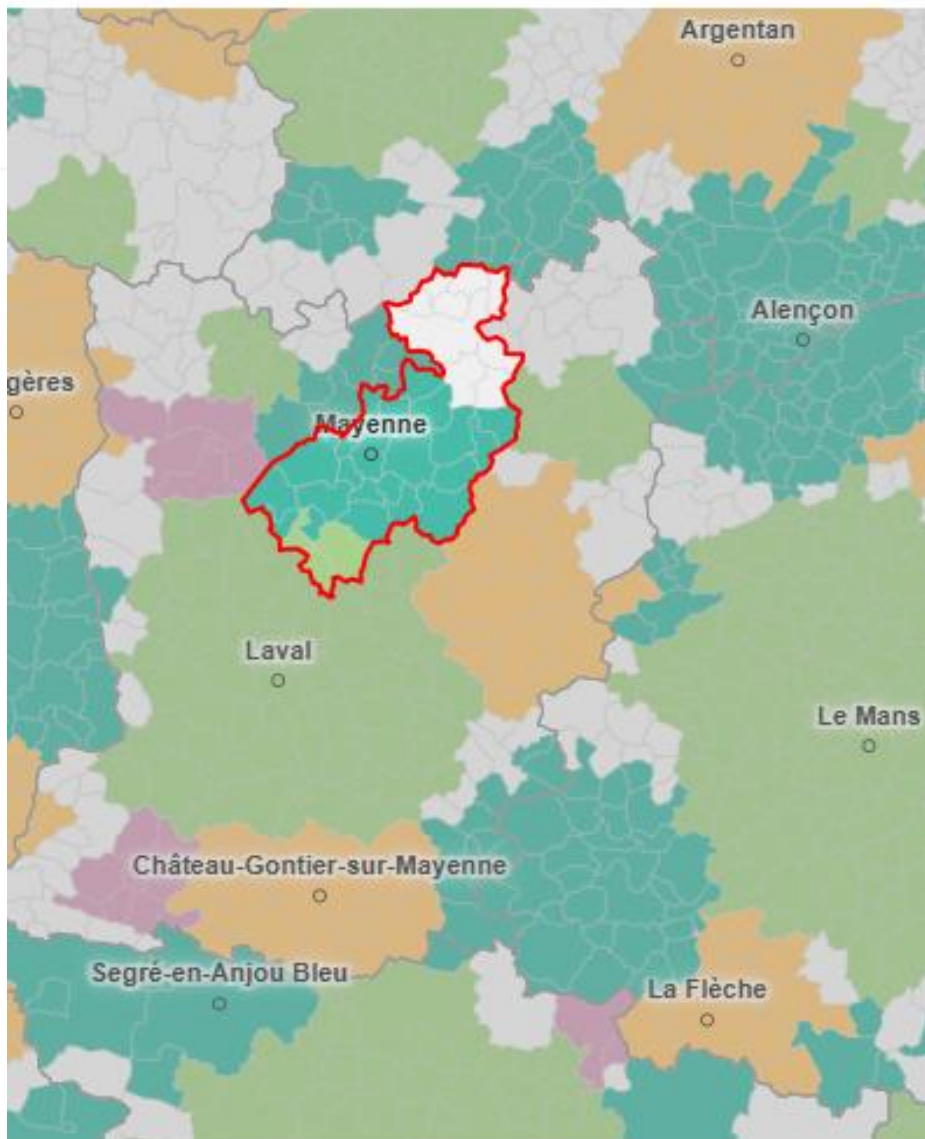 Argentan
Alençon
gères
Mayenne
Laval
Le Mans
Château-Gontier-sur-Mayenne
Segré-en-Anjou Bleu
La Flèche